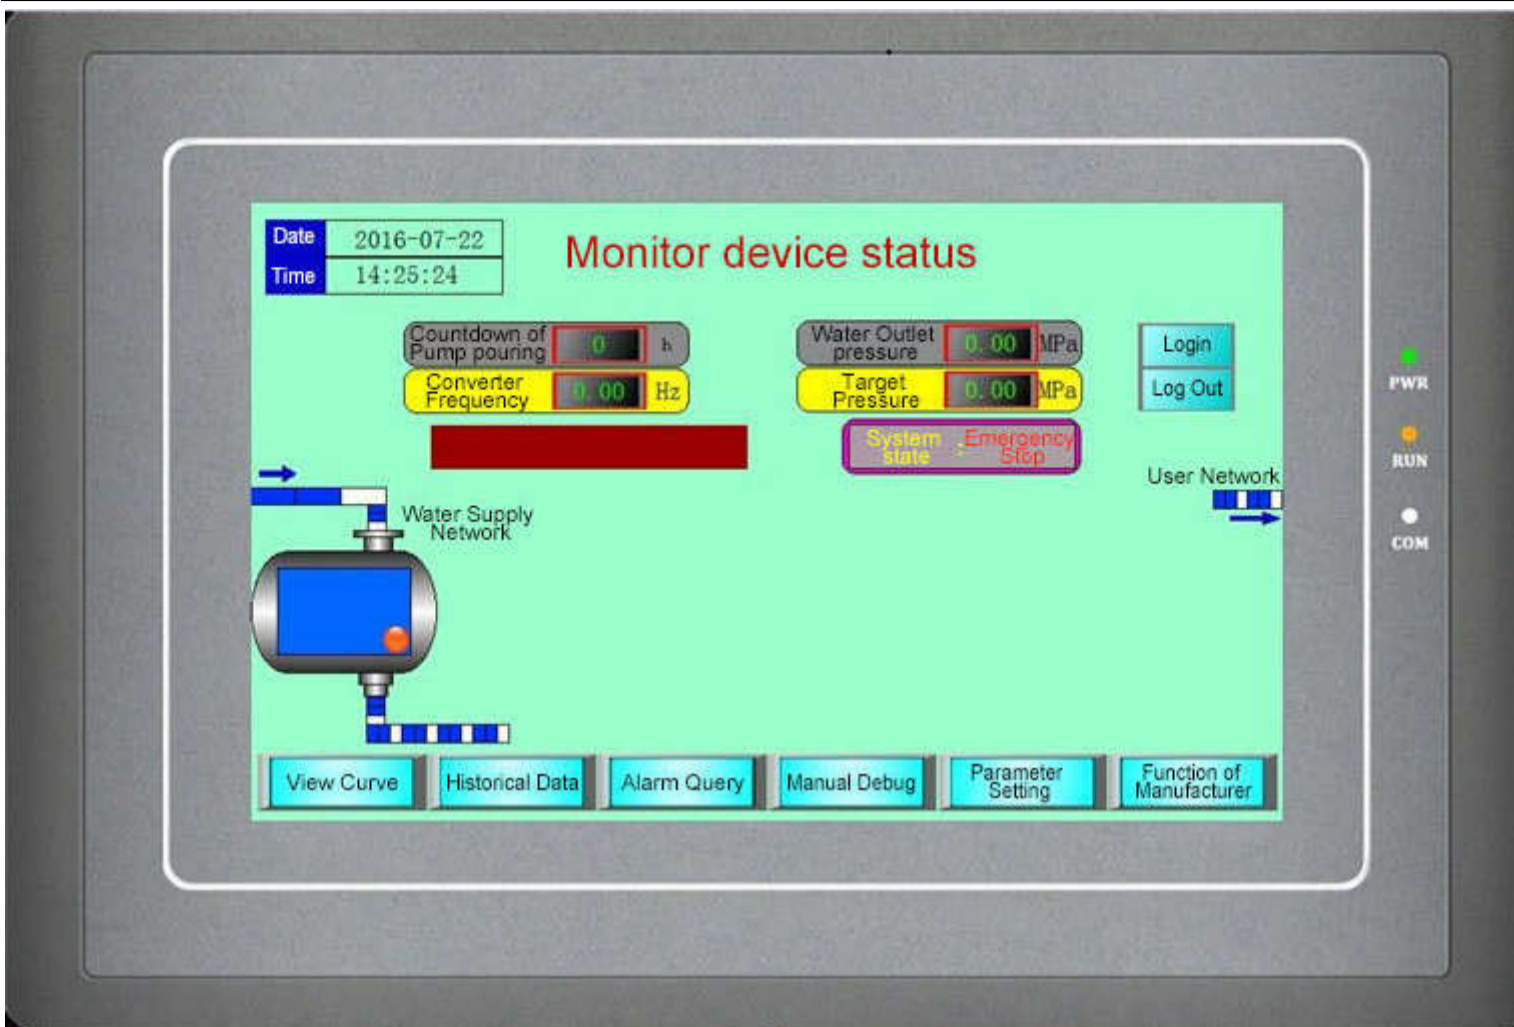 Date 2016-07-22
Time 14:25:24
Monitor device status
Countdown of
Pump pouring
0 h
Converter
Frequency
0.00 Hz
Water Outlet
pressure
0.00 MPa
Target
Pressure
0.00 MPa
Login
Log Out
System
state
:
Emergency
Stop
Water Supply
Network
User Network
View Curve
Historical Data
Alarm Query
Manual Debug
Parameter
Setting
Function of
Manufacturer
PWR
RUN
COM